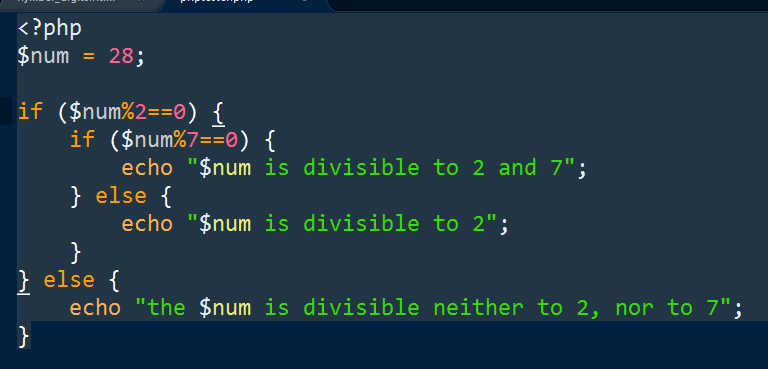 <?php
$num = 28;
if ($num%2==0) {
if ($num%7==0) {
echo "$num is divisible to 2 and 7";
} else {
echo "$num is divisible to 2";
}
} else {
echo "the $num is divisible neither to 2, nor to 7";
}